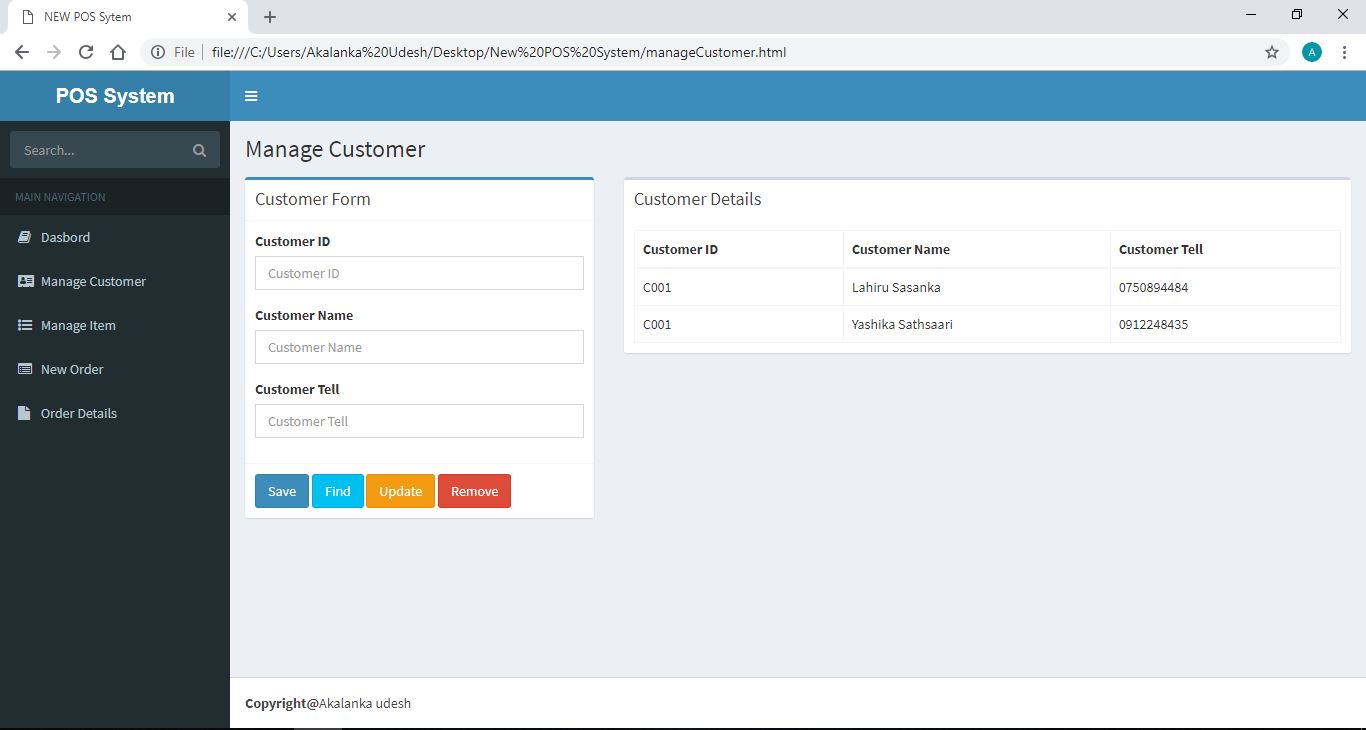 NEW POS Sytem
File file:///C:/Users/Akalanka%20Udesh/Desktop/New%20POS%20System/manageCustomer.html
A
POS System
Search...
MAIN NAVIGATION
Dasbord
Manage Customer
Manage Item
New Order
Order Details
Manage Customer
Customer Form
Customer ID
Customer ID
Customer Name
Customer Name
Customer Tell
Customer Tell
Save Find Update Remove
Customer Details
Customer ID Customer Name Customer Tell
C001 Lahiru Sasanka 0750894484
C001 Yashika Sathsaari 0912248435
Copyright@Akalanka udesh